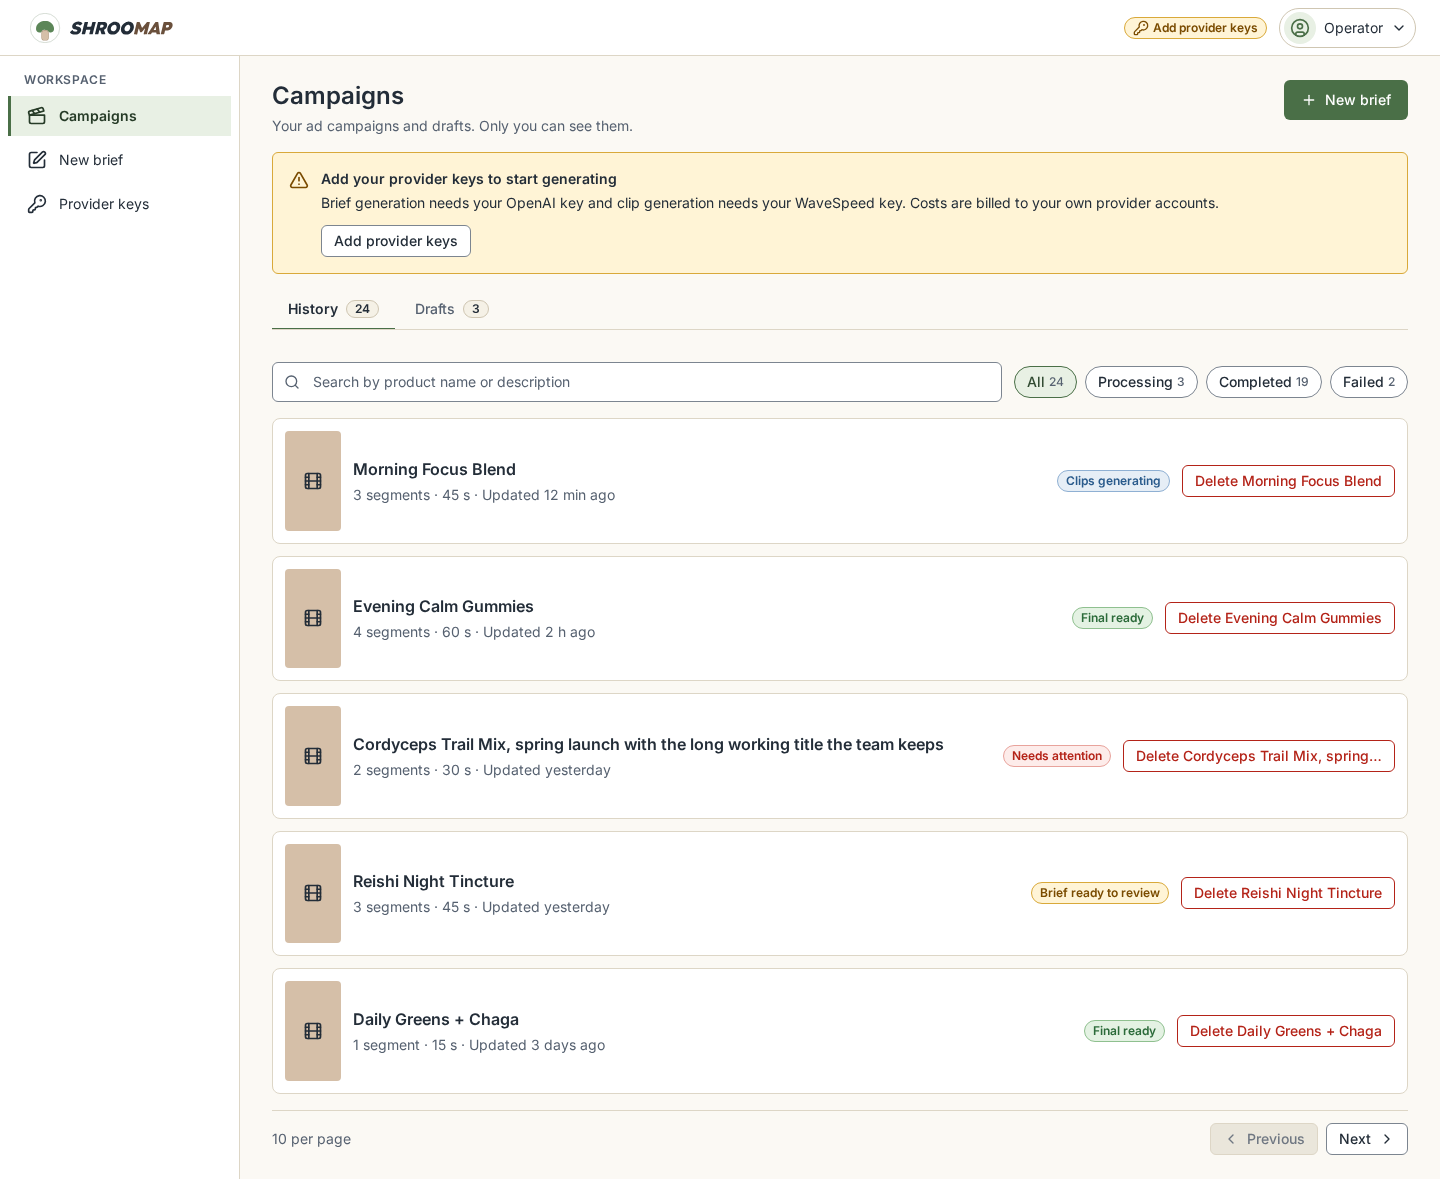 SHROOMAP
Add provider keys
Operator
WORKSPACE
Campaigns
New brief
Provider keys
Campaigns
Your ad campaigns and drafts. Only you can see them.
New brief
Add your provider keys to start generating
Brief generation needs your OpenAI key and clip generation needs your WaveSpeed key. Costs are billed to your own provider accounts.
Add provider keys
History 24
Drafts 3
Search by product name or description
All 24
Processing 3
Completed 19
Failed 2
Morning Focus Blend
3 segments · 45 s · Updated 12 min ago
Clips generating
Delete Morning Focus Blend
Evening Calm Gummies
4 segments · 60 s · Updated 2 h ago
Final ready
Delete Evening Calm Gummies
Cordyceps Trail Mix, spring launch with the long working title the team keeps
2 segments · 30 s · Updated yesterday
Needs attention
Delete Cordyceps Trail Mix, spring...
Reishi Night Tincture
3 segments · 45 s · Updated yesterday
Brief ready to review
Delete Reishi Night Tincture
Daily Greens + Chaga
1 segment · 15 s · Updated 3 days ago
Final ready
Delete Daily Greens + Chaga
10 per page
Previous
Next